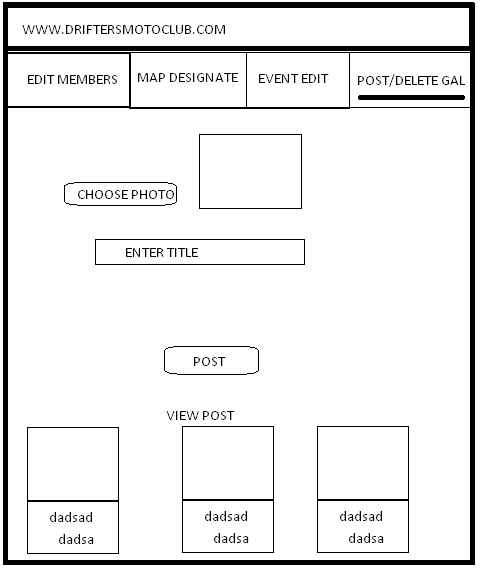 WWW.DRIFTERSMOTOCLUB.COM
EDIT MEMBERS MAP DESIGNATE EVENT EDIT POST/DELETE GAL
CHOOSE PHOTO
ENTER TITLE
POST
VIEW POST
dadsad dadsad dadsad
dadsa dadsa dadsa